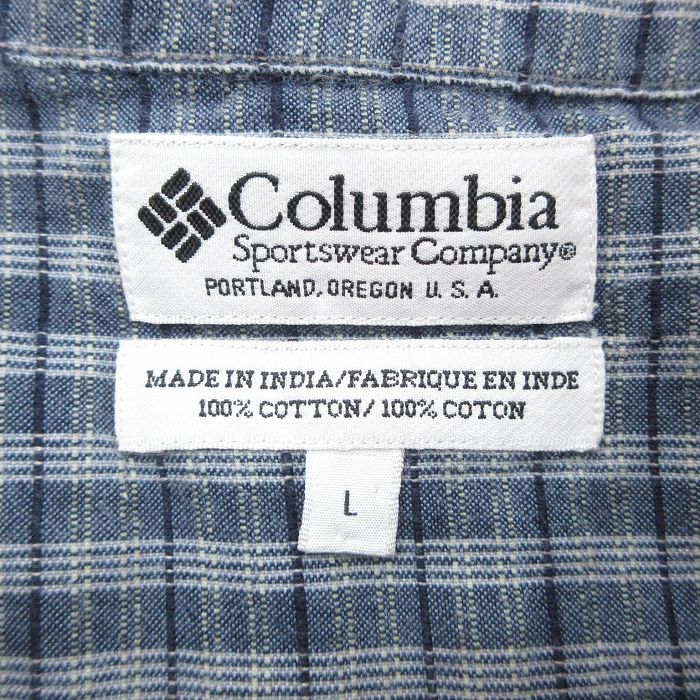 Columbia
Sportswear Company®
PORTLAND, OREGON U.S.A.
MADE IN INDIA/FABRIQUE EN INDE
100% COTTON/100% COTON
L